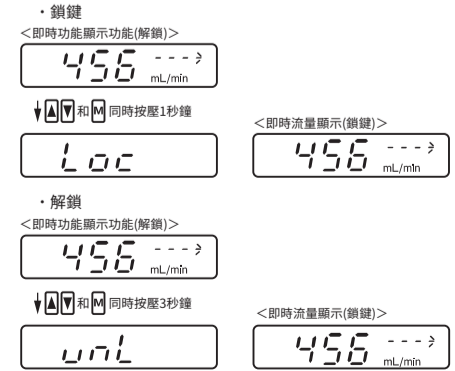 ・鎖鍵
＜即時功能顯示功能(解鎖)＞
456 mL/min
▲▼和M同時按壓1秒鐘
＜即時流量顯示(鎖鍵)＞
Loc
456 mL/min
・解鎖
＜即時功能顯示功能(解鎖)＞
456 mL/min
▲▼和M同時按壓3秒鐘
＜即時流量顯示(鎖鍵)＞
unL
456 mL/min